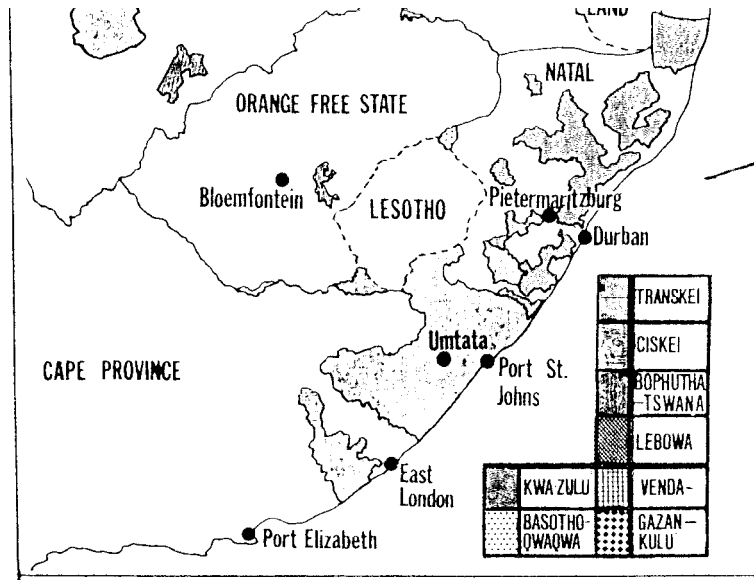 LAND
NATAL
ORANGE FREE STATE
Bloemfontein
LESOTHO
Pietermaritzburg
Durban
Umtata
Port St.
Johns
CAPE PROVINCE
East
London
Port Elizabeth
TRANSKEI
CISKEI
BOPHUTHA
-TSWANA
LEBOWA
KWA-ZULU
VENDA-
BASOTHO-
QWAQWA
GAZAN-
KULU